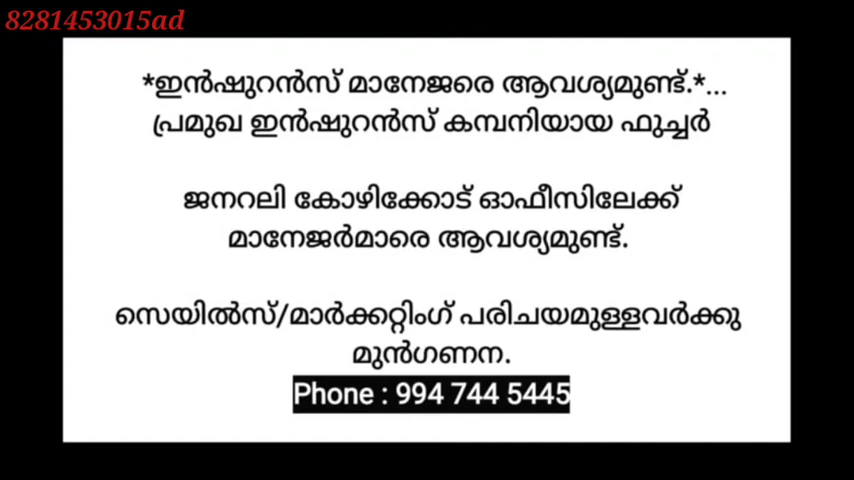 8281453015ad
*ഇൻഷുറൻസ് മാനേജരെ ആവശ്യമുണ്ട്.*...
പ്രമുഖ ഇൻഷുറൻസ് കമ്പനിയായ ഫുച്ചർ
ജനറലി കോഴിക്കോട് ഓഫീസിലേക്ക്
മാനേജർമാരെ ആവശ്യമുണ്ട്.
സെയിൽസ്/മാർക്കറ്റിംഗ് പരിചയമുള്ളവർക്കു
മുൻഗണന.
Phone : 994 744 5445